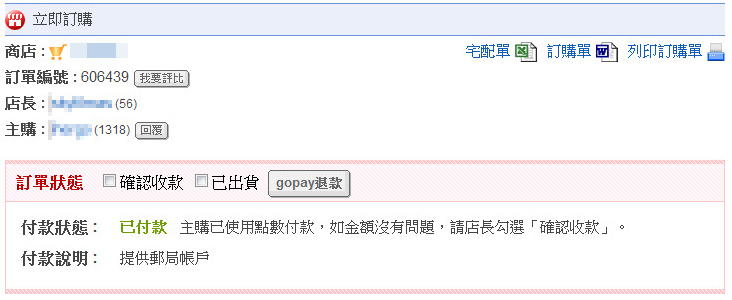 立即訂購
商店： 宅配單 訂購單 列印訂購單
訂單編號：606439 我要評比
店長： (56)
主購： (1318) 回覆
訂單狀態 確認收款 已出貨 gopay退款
付款狀態： 已付款 主購已使用點數付款，如金額沒有問題，請店長勾選「確認收款」。
付款說明： 提供郵局帳戶